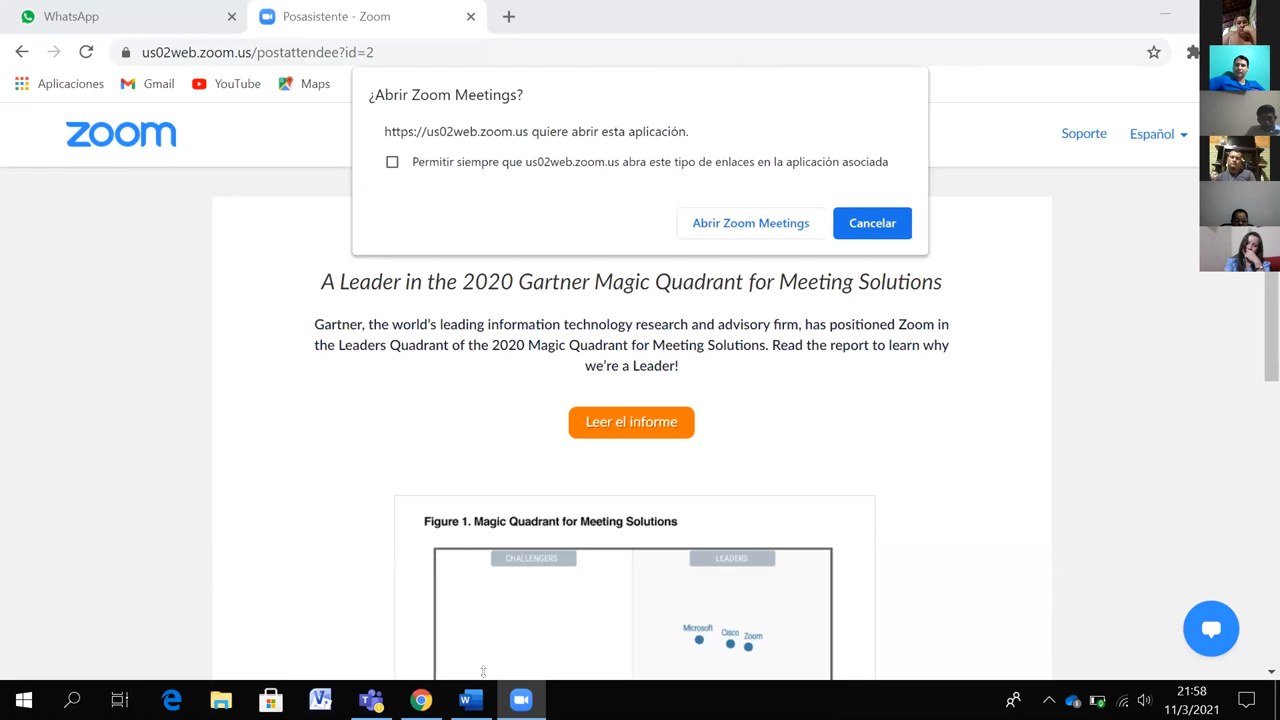 WhatsApp
Posasistente - Zoom
us02web.zoom.us/postattendee?id=2
Aplicaciones
Gmail
YouTube
Maps
¿Abrir Zoom Meetings?
https://us02web.zoom.us quiere abrir esta aplicación.
Permitir siempre que us02web.zoom.us abra este tipo de enlaces en la aplicación asociada
Abrir Zoom Meetings
Cancelar
zoom
Soporte
Español
A Leader in the 2020 Gartner Magic Quadrant for Meeting Solutions
Gartner, the world's leading information technology research and advisory firm, has positioned Zoom in
the Leaders Quadrant of the 2020 Magic Quadrant for Meeting Solutions. Read the report to learn why
we're a Leader!
Leer el informe
Figure 1. Magic Quadrant for Meeting Solutions
CHALLENGERS
LEADERS
Microsoft
Cisco
Zoom
21:58
11/3/2021